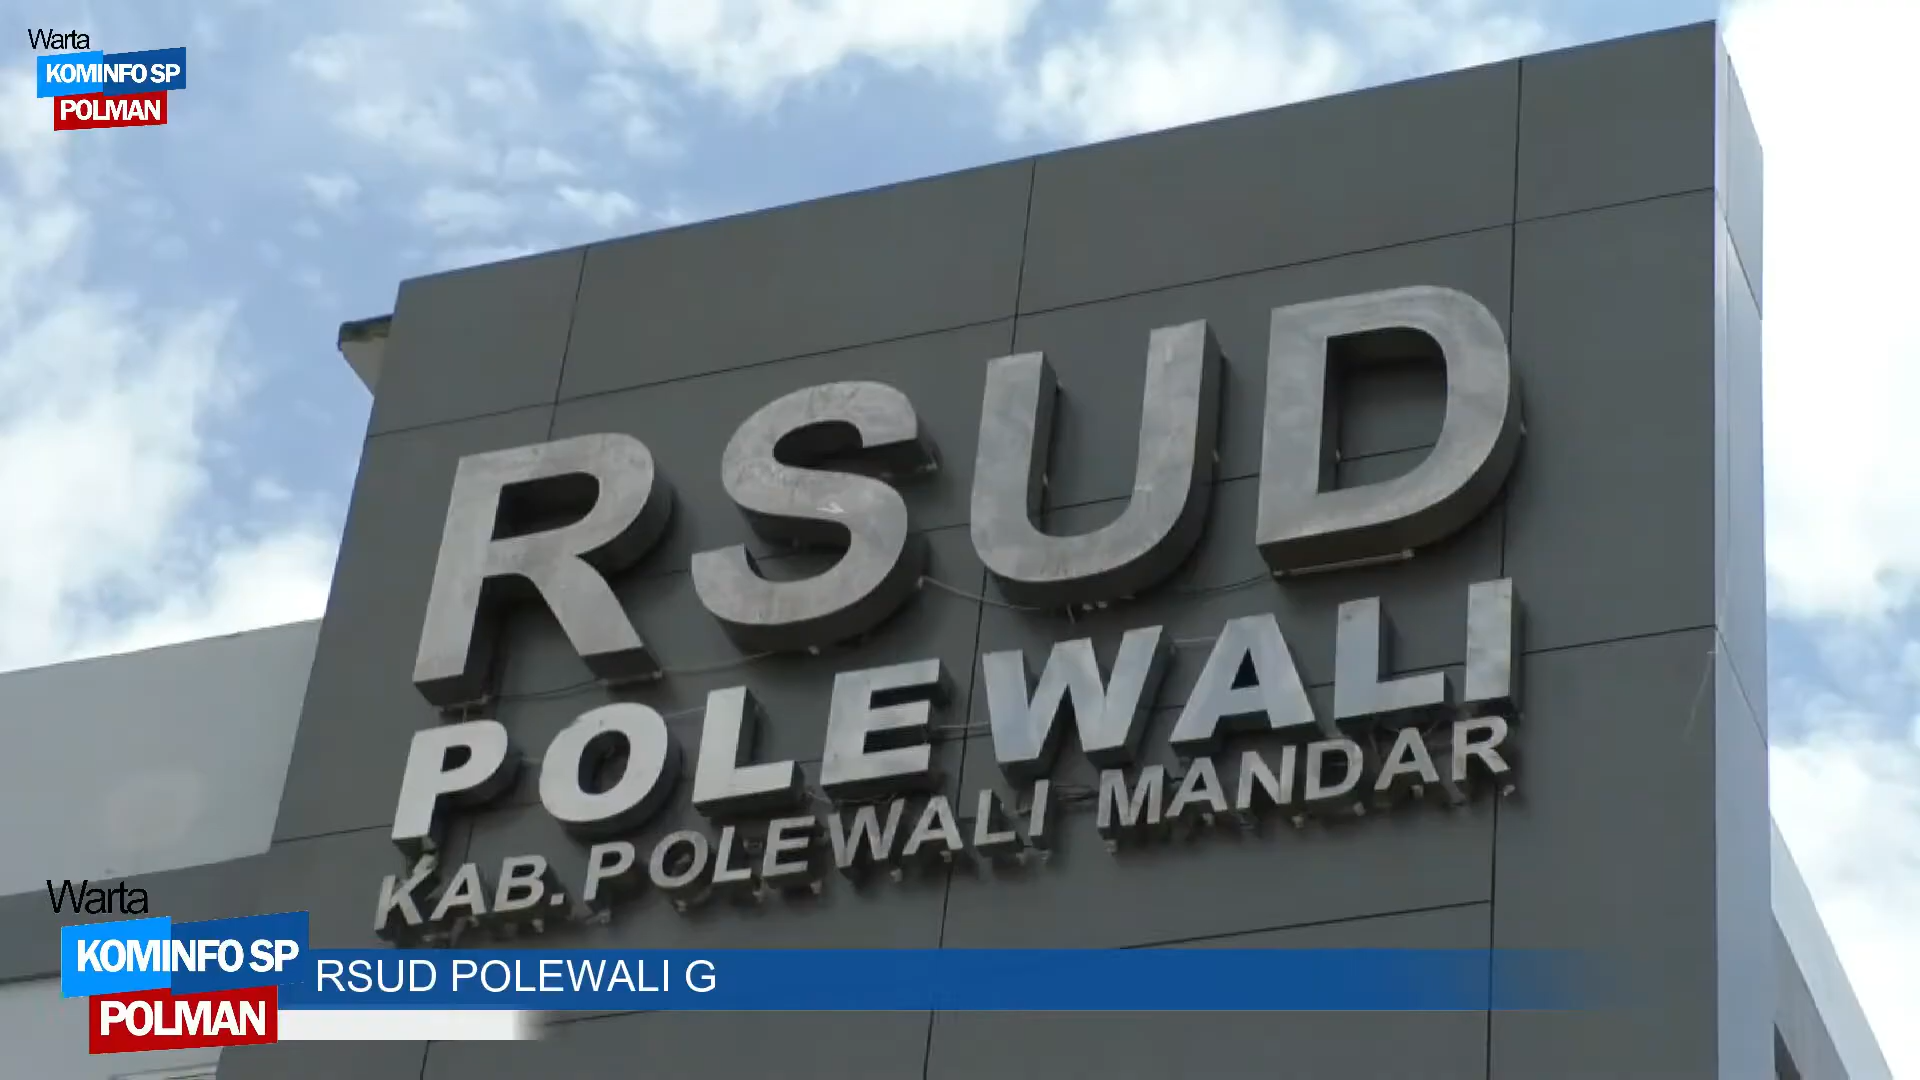 Warta
KOMINFO SP
POLMAN
RSUD
POLEWALI
KAB. POLEWALI MANDAR
Warta
KOMINFO SP
POLMAN
RSUD POLEWALI G